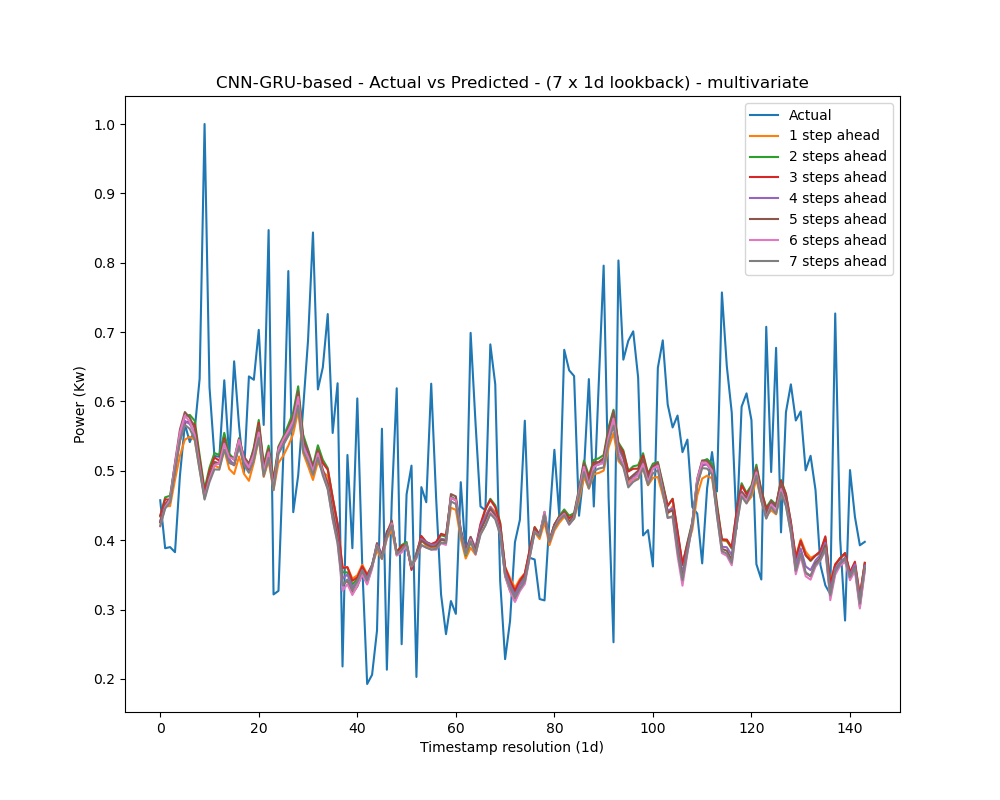 CNN-GRU-based - Actual vs Predicted - (7 x 1d lookback) - multivariate
Actual
1 step ahead
2 steps ahead
3 steps ahead
4 steps ahead
5 steps ahead
6 steps ahead
7 steps ahead
Power (Kw)
1.0
0.9
0.8
0.7
0.6
0.5
0.4
0.3
0.2
0 20 40 60 80 100 120 140
Timestamp resolution (1d)